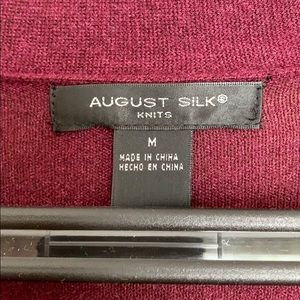 AUGUST SILK®
KNITS
M
MADE IN CHINA
HECHO EN CHINA